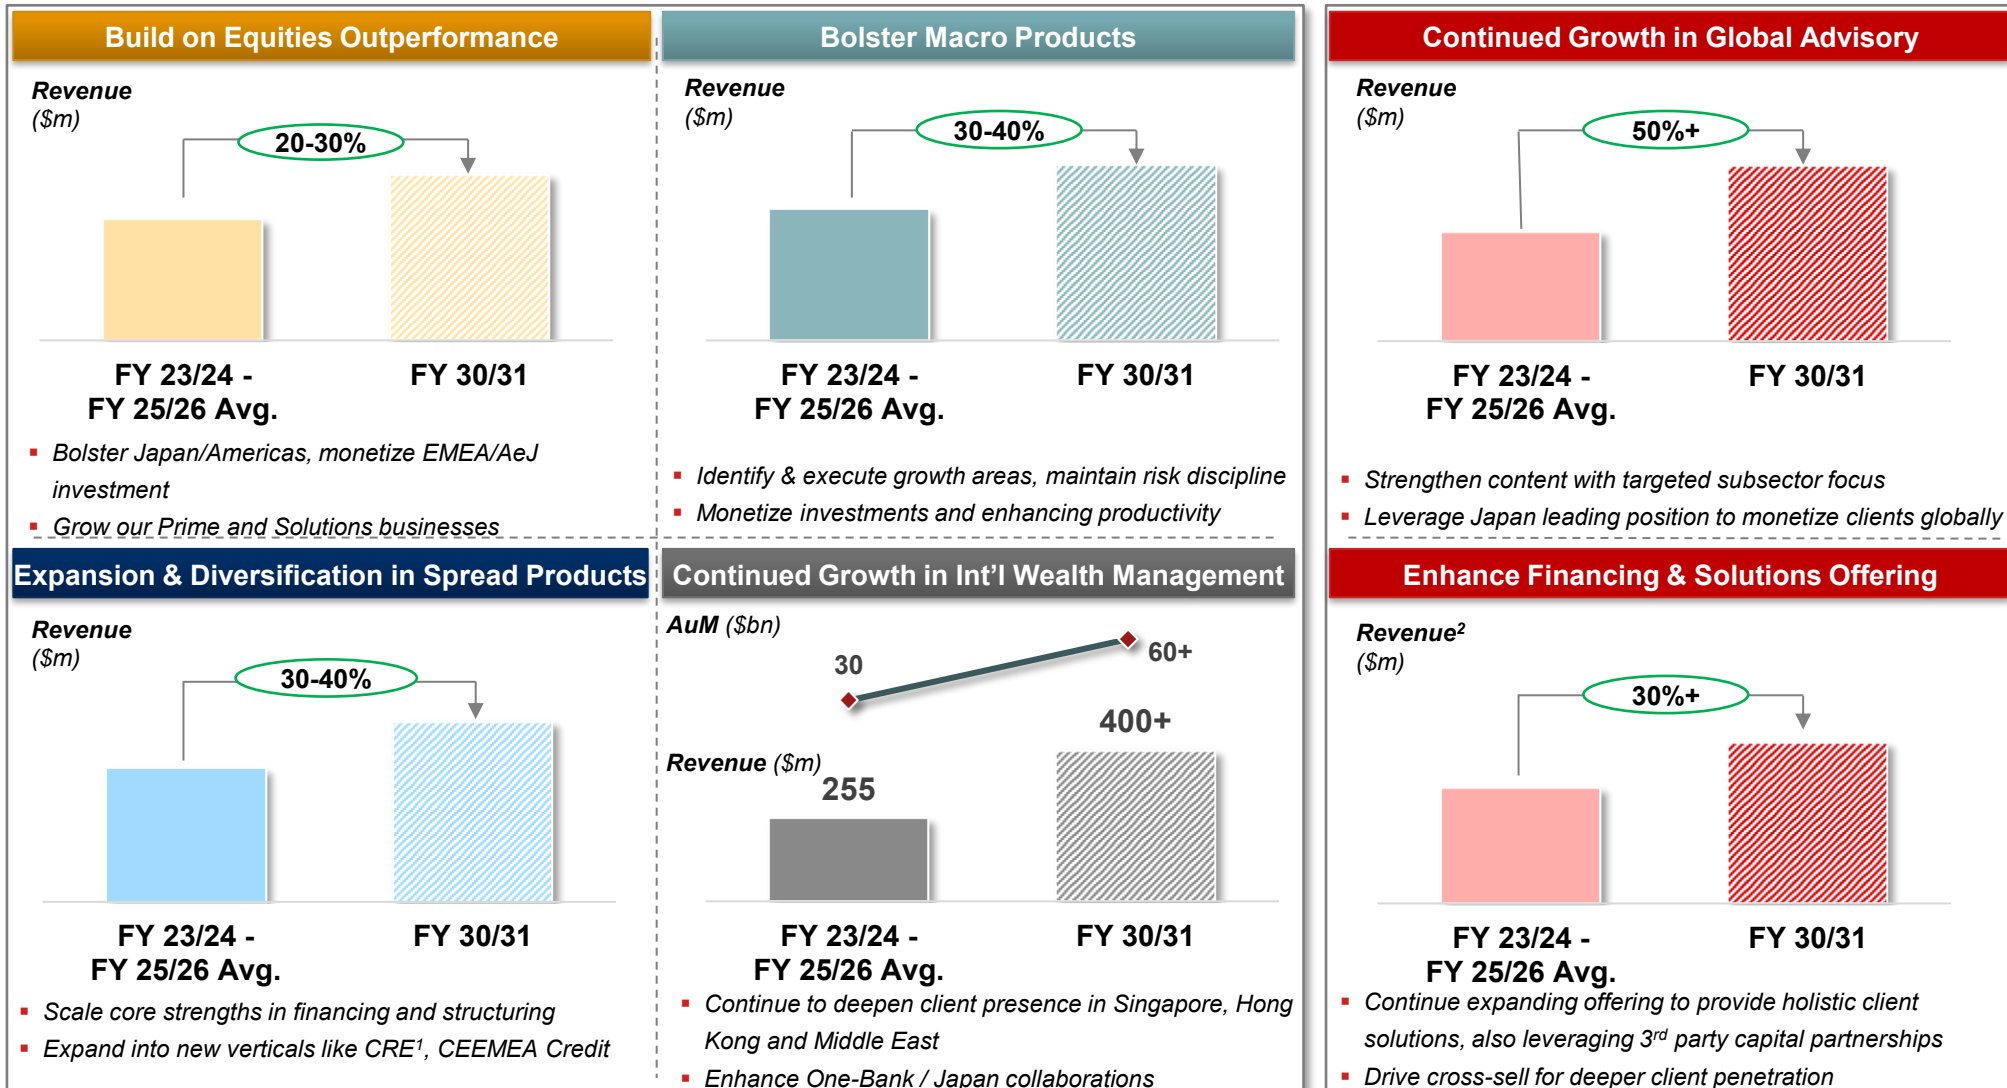 Build on Equities Outperformance
Revenue
($m)
20-30%
FY 23/24 -
FY 25/26 Avg.
FY 30/31
▪ Bolster Japan/Americas, monetize EMEA/AeJ
investment
▪ Grow our Prime and Solutions businesses
Bolster Macro Products
Revenue
($m)
30-40%
FY 23/24 -
FY 25/26 Avg.
FY 30/31
▪ Identify & execute growth areas, maintain risk discipline
▪ Monetize investments and enhancing productivity
Continued Growth in Global Advisory
Revenue
($m)
50%+
FY 23/24 -
FY 25/26 Avg.
FY 30/31
▪ Strengthen content with targeted subsector focus
▪ Leverage Japan leading position to monetize clients globally
Expansion & Diversification in Spread Products
Revenue
($m)
30-40%
FY 23/24 -
FY 25/26 Avg.
FY 30/31
▪ Scale core strengths in financing and structuring
▪ Expand into new verticals like CRE¹, CEEMEA Credit
Continued Growth in Int'l Wealth Management
AuM ($bn)
30
60+
400+
Revenue ($m)
255
FY 23/24 -
FY 25/26 Avg.
FY 30/31
▪ Continue to deepen client presence in Singapore, Hong
Kong and Middle East
▪ Enhance One-Bank / Japan collaborations
Enhance Financing & Solutions Offering
Revenue²
($m)
30%+
FY 23/24 -
FY 25/26 Avg.
FY 30/31
▪ Continue expanding offering to provide holistic client
solutions, also leveraging 3rd party capital partnerships
▪ Drive cross-sell for deeper client penetration